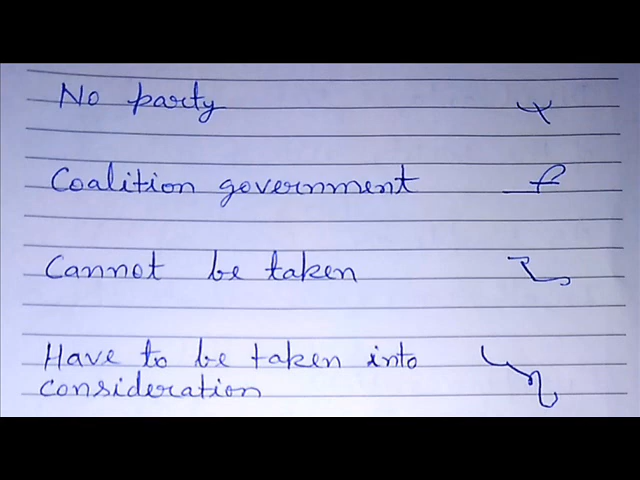 No party
Coalition government
Cannot be taken
Have to be taken into
consideration